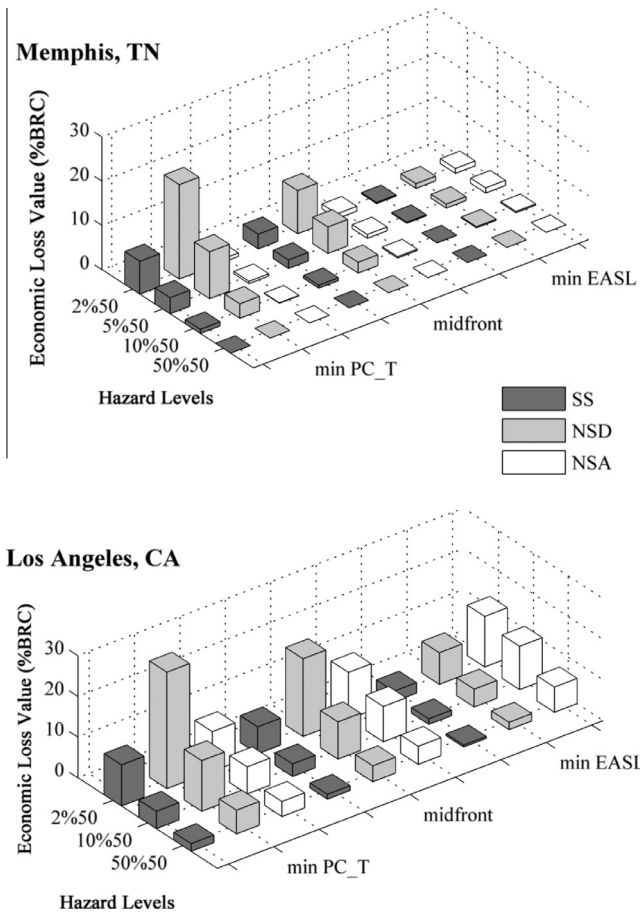 Memphis, TN
Economic Loss Value (%BRC)
30
20
10
0
2%50
5%50
10%50
50%50
Hazard Levels
min PC_T
midfront
min EASL
SS
NSD
NSA
Los Angeles, CA
Economic Loss Value (%BRC)
30
20
10
0
2%50
10%50
50%50
Hazard Levels
min PC_T
midfront
min EASL